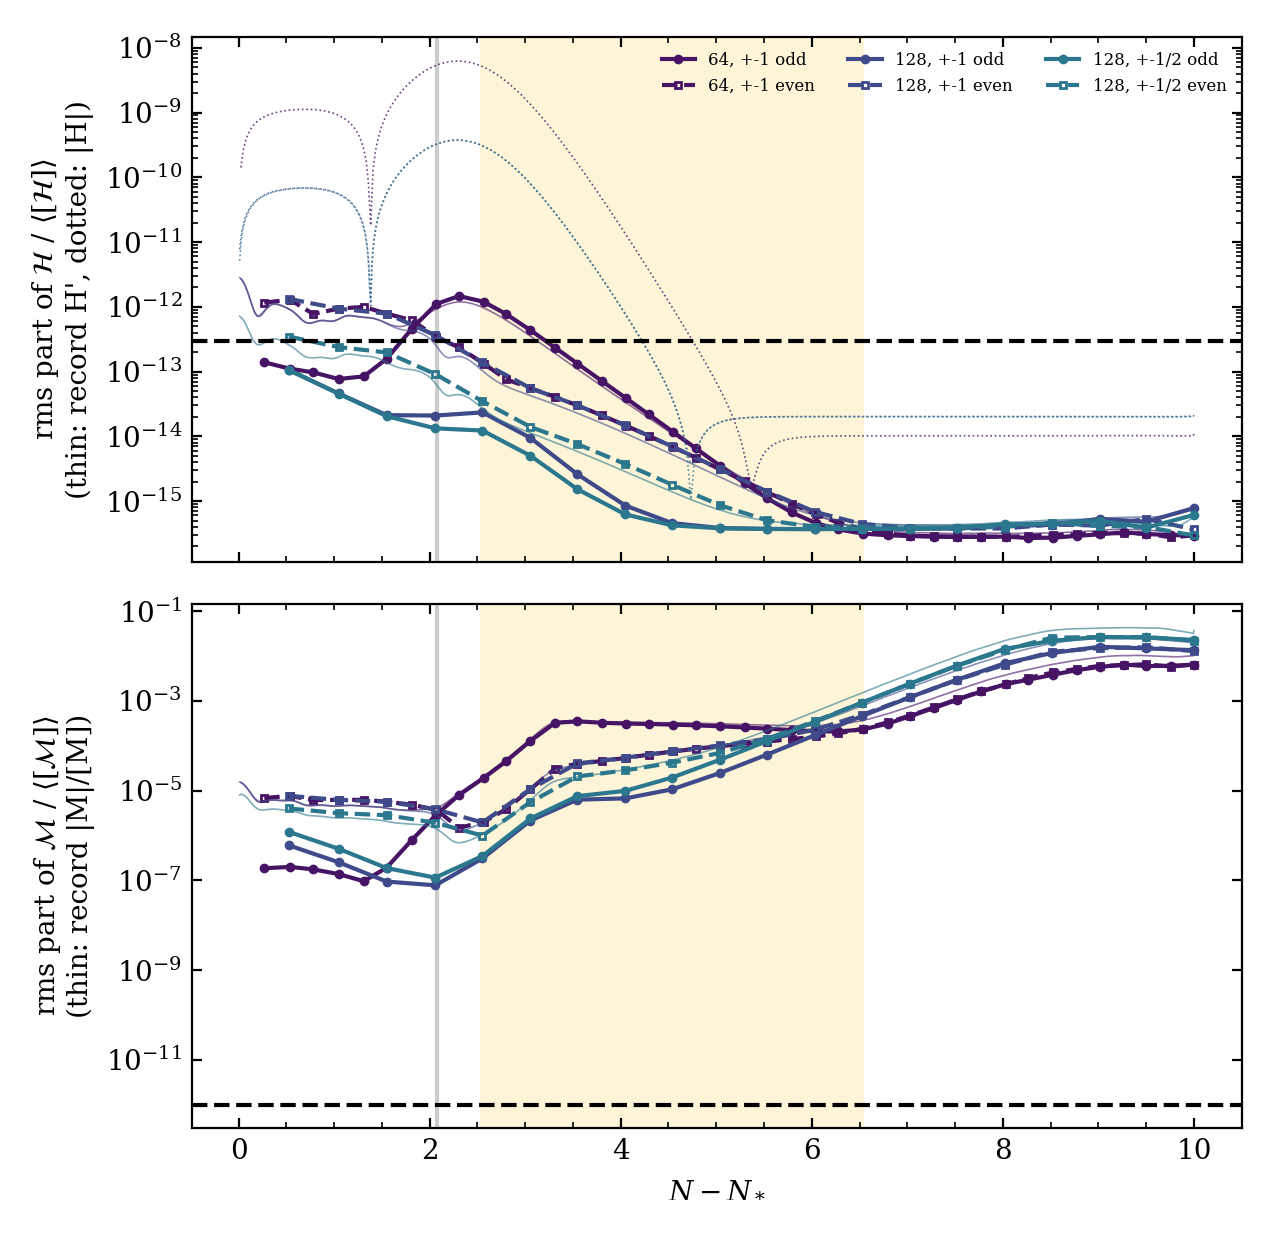 10⁻⁸
10⁻⁹
10⁻¹⁰
10⁻¹¹
10⁻¹²
10⁻¹³
10⁻¹⁴
10⁻¹⁵
rms part of ℋ / ⟨[ℋ]⟩
(thin: record H', dotted: |H|)
64, +-1 odd
128, +-1 odd
128, +-1/2 odd
64, +-1 even
128, +-1 even
128, +-1/2 even
10⁻¹
10⁻³
10⁻⁵
10⁻⁷
10⁻⁹
10⁻¹¹
rms part of ℳ / ⟨[ℳ]⟩
(thin: record |M|/[M])
0 2 4 6 8 10
N − N*